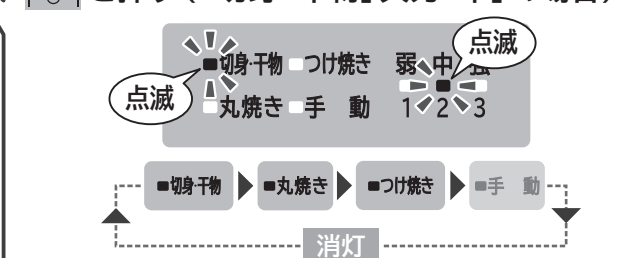 点滅
■切身・干物 □つけ焼き 弱 中 強
点滅
□丸焼き □手 動 1 2 3
■切身・干物 ▶ ■丸焼き ▶ ■つけ焼き ▶ ■手 動
消灯